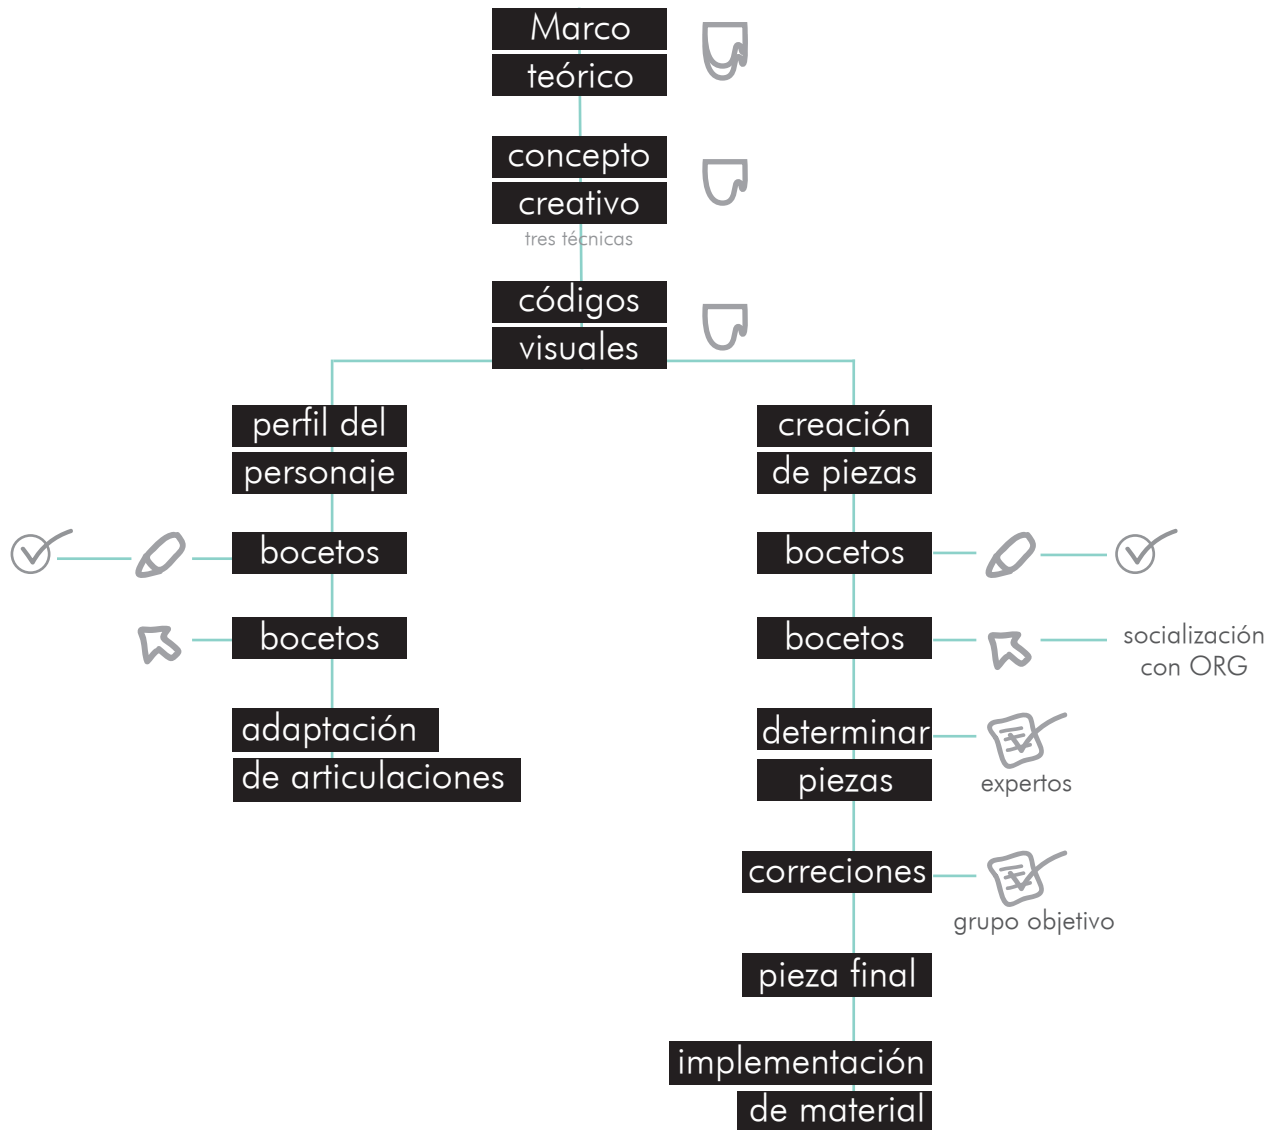 Marco
teórico
concepto
creativo
tres técnicas
códigos
visuales
perfil del
personaje
bocetos
bocetos
adaptación
de articulaciones
creación
de piezas
bocetos
bocetos
socialización
con ORG
determinar
piezas
expertos
correciones
grupo objetivo
pieza final
implementación
de material